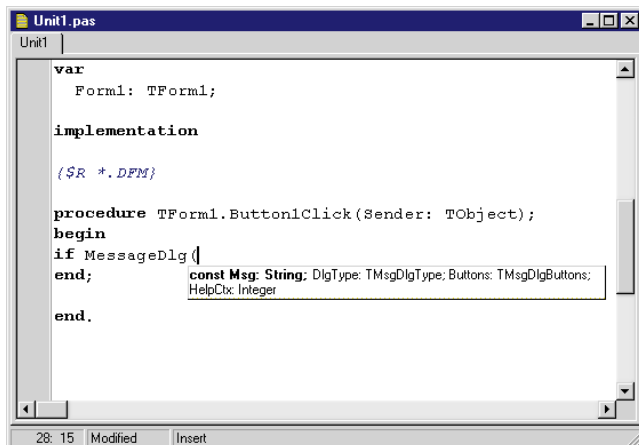 Unit1.pas
Unit1
var
Form1: TForm1;
implementation
{$R *.DFM}
procedure TForm1.Button1Click(Sender: TObject);
begin
if MessageDlg(
end;
const Msg: String; DlgType: TMsgDlgType; Buttons: TMsgDlgButtons;
HelpCtx: Integer
end.
28: 15 Modified Insert